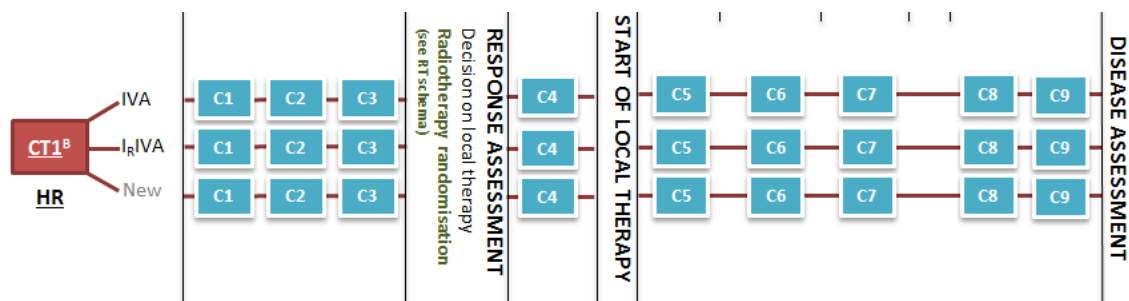 CT1ᴮ
HR
IVA
IᵣIVA
New
C1 C2 C3
C1 C2 C3
C1 C2 C3
Radiotherapy randomisation
(see RT schema)
Decision on local therapy
RESPONSE ASSESSMENT
C4
C4
C4
START OF LOCAL THERAPY
C5 C6 C7 C8 C9
C5 C6 C7 C8 C9
C5 C6 C7 C8 C9
DISEASE ASSESSMENT